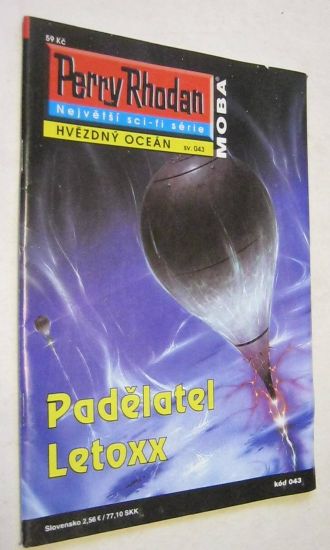 59 Kč
Perry Rhodan
Největší sci-fi série
HVĚZDNÝ OCEÁN sv. 043
MOBA®
Padělatel
Letoxx
Slovensko 2,56 € / 77,10 SKK
kód 043